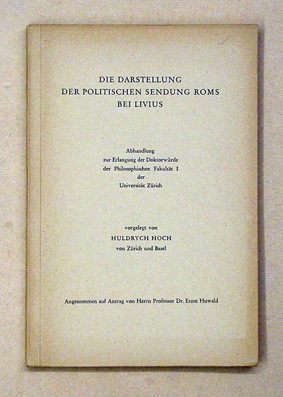 DIE DARSTELLUNG
DER POLITISCHEN SENDUNG ROMS
BEI LIVIUS
Abhandlung
zur Erlangung der Doktorwürde
der Philosophischen Fakultät I
der
Universität Zürich
vorgelegt von
HULDRYCH HOCH
von Zürich und Basel
Angenommen auf Antrag von Herrn Professor Dr. Ernst Howald